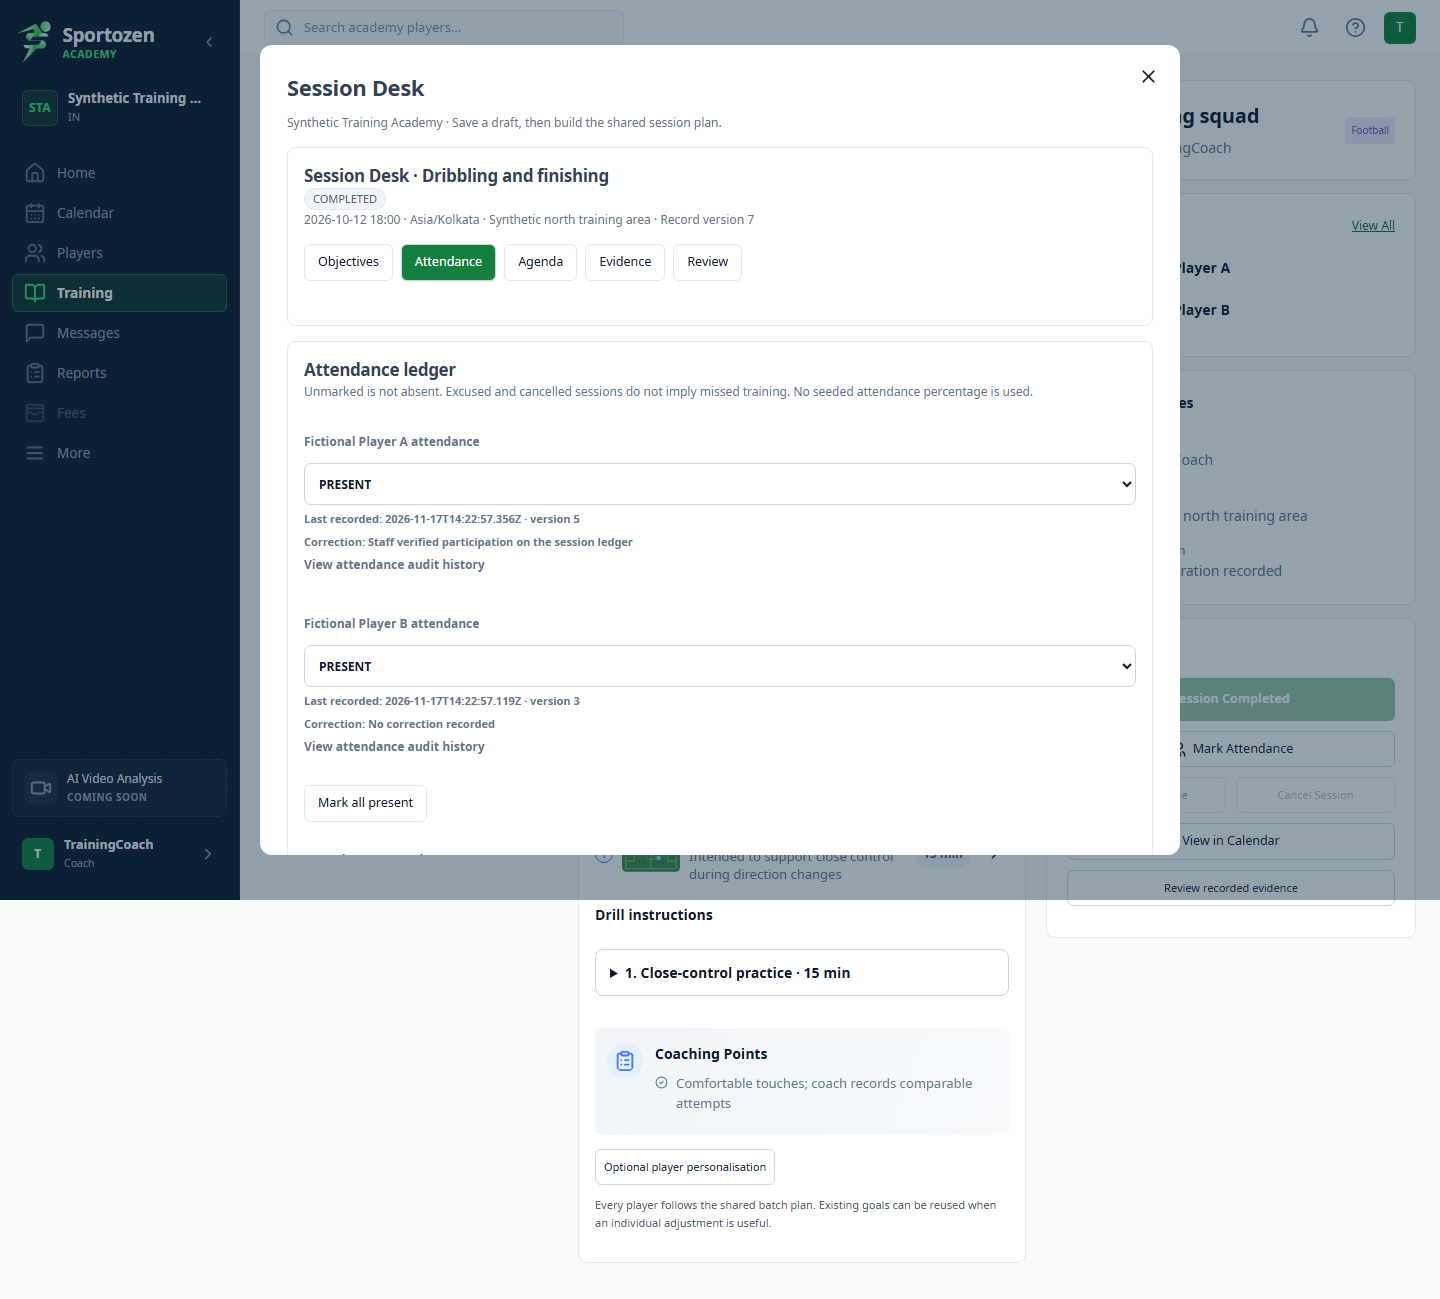 Sportozen
ACADEMY
STA
Synthetic Training ...
IN
Home
Calendar
Players
Training
Messages
Reports
Fees
More
AI Video Analysis
COMING SOON
T
TrainingCoach
Coach
Search academy players...
T
Session Desk
Synthetic Training Academy · Save a draft, then build the shared session plan.
Session Desk · Dribbling and finishing
COMPLETED
2026-10-12 18:00 · Asia/Kolkata · Synthetic north training area · Record version 7
Objectives
Attendance
Agenda
Evidence
Review
Attendance ledger
Unmarked is not absent. Excused and cancelled sessions do not imply missed training. No seeded attendance percentage is used.
Fictional Player A attendance
PRESENT
Last recorded: 2026-11-17T14:22:57.356Z · version 5
Correction: Staff verified participation on the session ledger
View attendance audit history
Fictional Player B attendance
PRESENT
Last recorded: 2026-11-17T14:22:57.119Z · version 3
Correction: No correction recorded
View attendance audit history
Mark all present
squad
Football
View All
Player A
Player B
north training area
recorded
Session Completed
Mark Attendance
Cancel Session
View in Calendar
Review recorded evidence
Intended to support close control
during direction changes
15 min
Drill instructions
1. Close-control practice · 15 min
Coaching Points
Comfortable touches; coach records comparable
attempts
Optional player personalisation
Every player follows the shared batch plan. Existing goals can be reused when
an individual adjustment is useful.